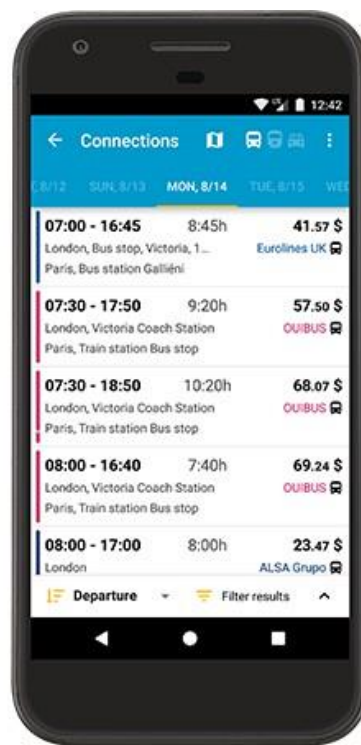 12:42
Connections
8/12 SUN, 8/13 MON, 8/14 TUE, 8/15 WED
07:00 - 16:45 8:45h 41.57 $
London, Bus stop, Victoria, 1... Eurolines UK
Paris, Bus station Galliéni
07:30 - 17:50 9:20h 57.50 $
London, Victoria Coach Station OUIBUS
Paris, Train station Bus stop
07:30 - 18:50 10:20h 68.07 $
London, Victoria Coach Station OUIBUS
Paris, Train station Bus stop
08:00 - 16:40 7:40h 69.24 $
London, Victoria Coach Station OUIBUS
Paris, Train station Bus stop
08:00 - 17:00 8:00h 23.47 $
London ALSA Grupo
Departure Filter results